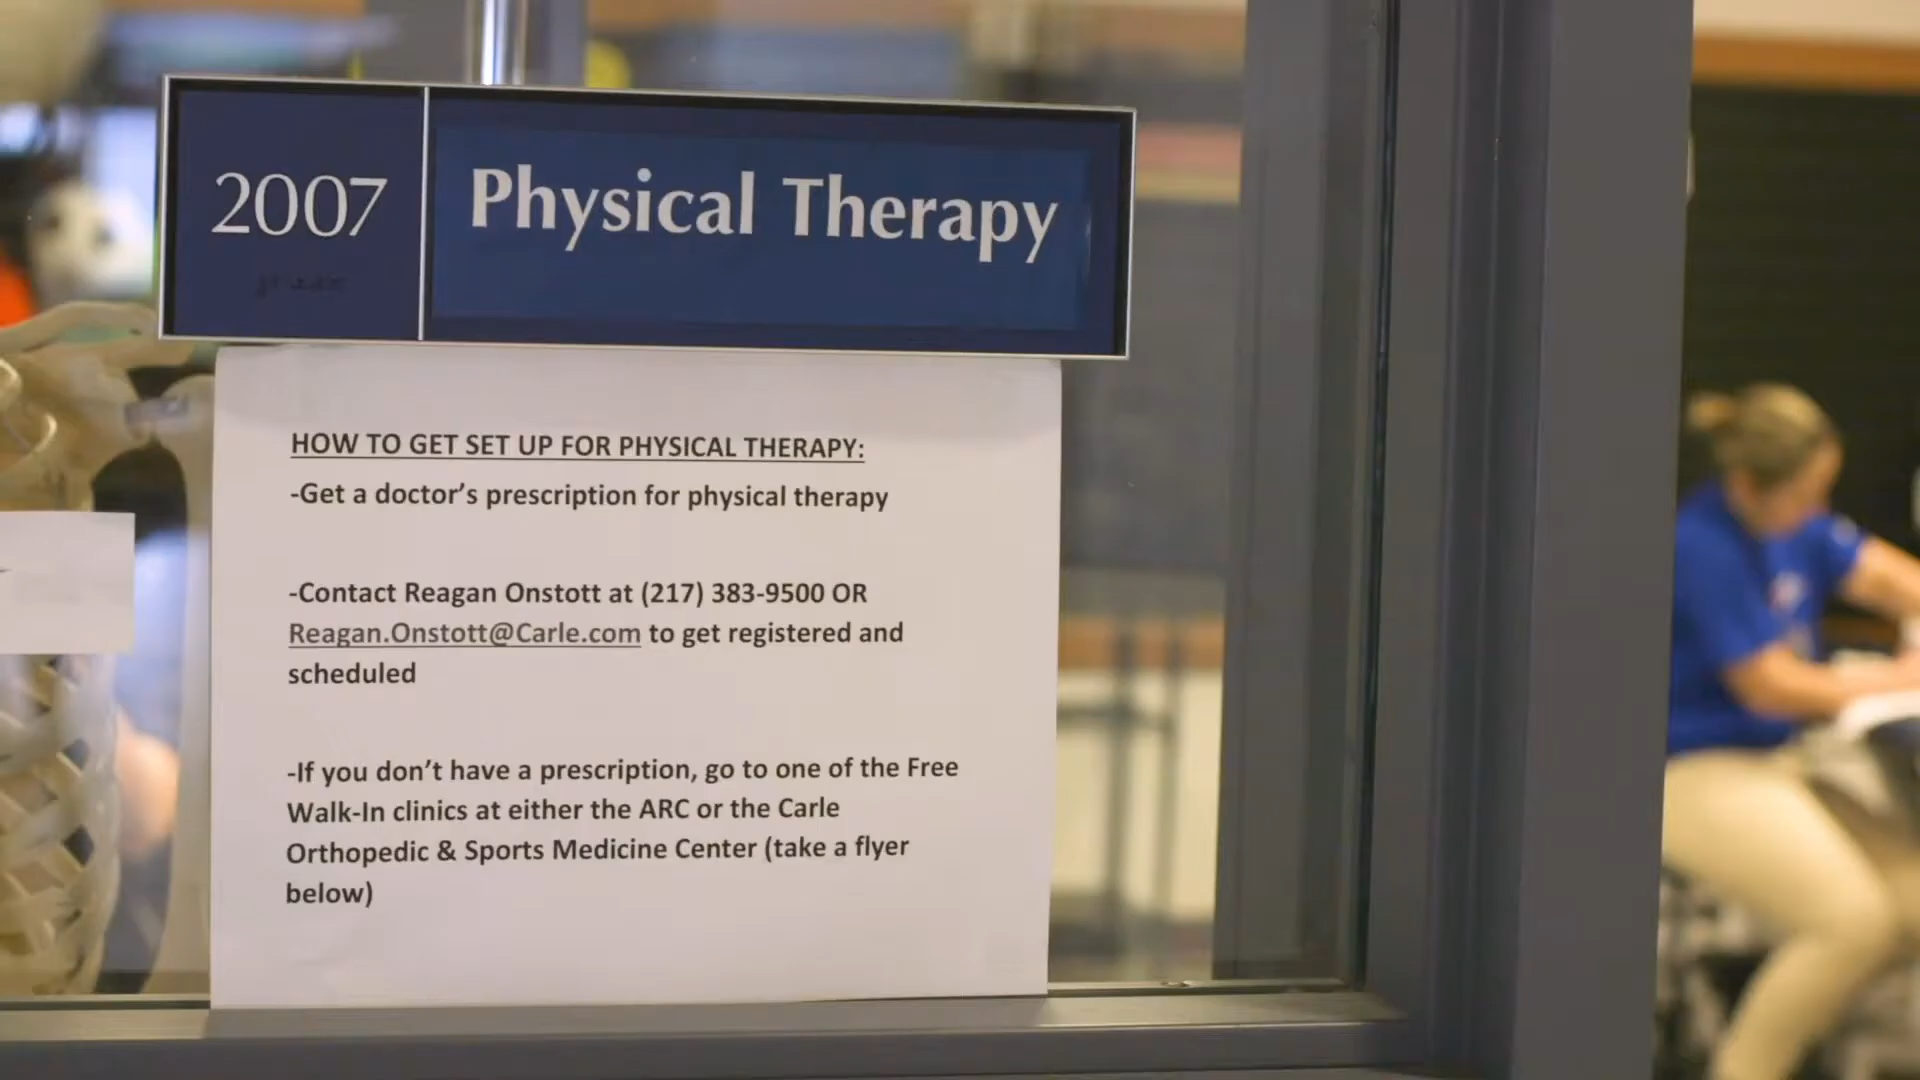 2007
Physical Therapy
HOW TO GET SET UP FOR PHYSICAL THERAPY:
-Get a doctor's prescription for physical therapy
-Contact Reagan Onstott at (217) 383-9500 OR
Reagan.Onstott@Carle.com to get registered and
scheduled
-If you don't have a prescription, go to one of the Free
Walk-In clinics at either the ARC or the Carle
Orthopedic & Sports Medicine Center (take a flyer
below)